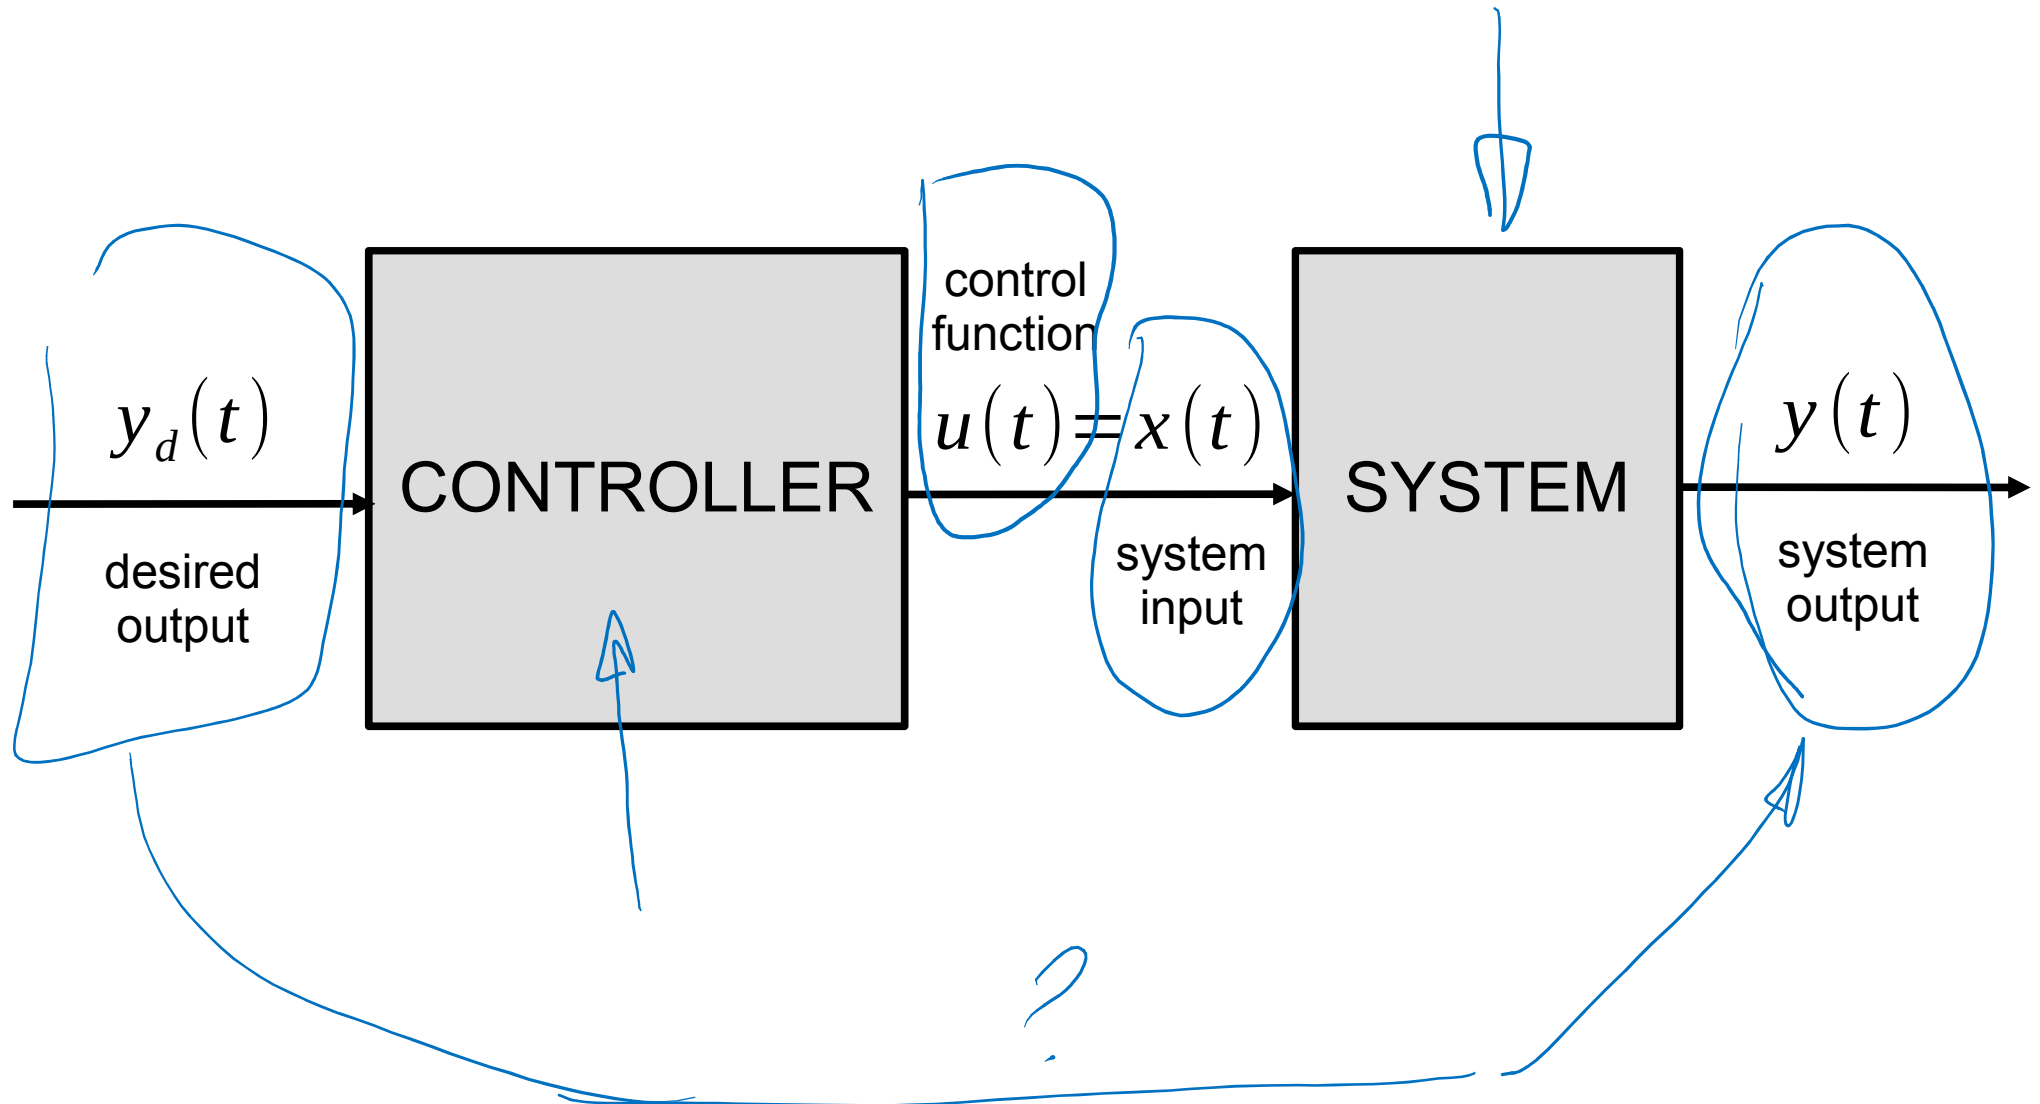 y_d(t)
desired
output
CONTROLLER
control
function
u(t)=x(t)
system
input
SYSTEM
y(t)
system
output
?